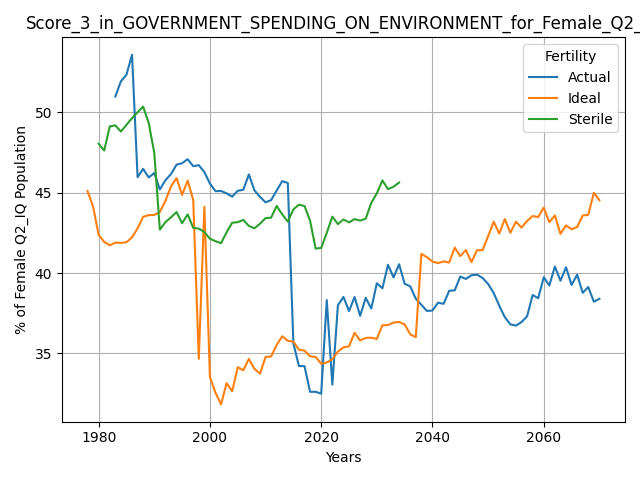 Score_3_in_GOVERNMENT_SPENDING_ON_ENVIRONMENT_for_Female_Q2_
Fertility
Actual
Ideal
Sterile
% of Female Q2_IQ Population
50
45
40
35
1980
2000
2020
2040
2060
Years